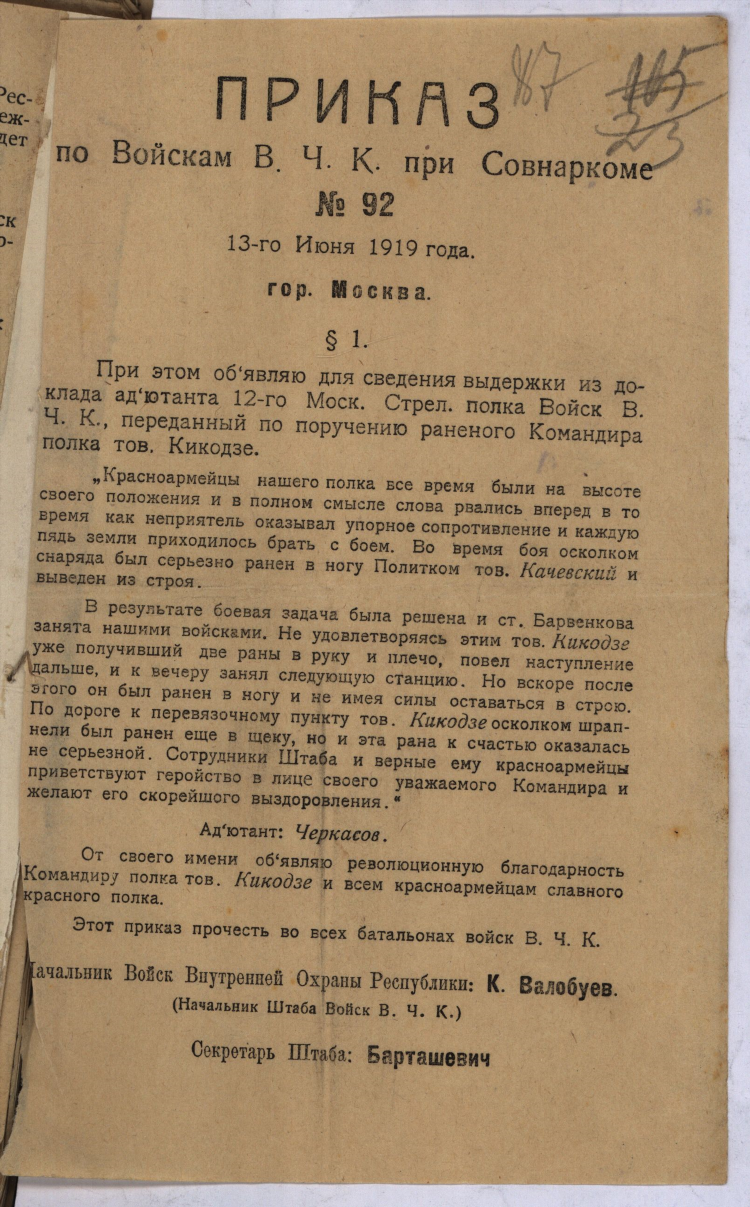 Рес-
еж-
дет
ск
о-
87
105
23
ПРИКАЗ
по Войскам В. Ч. К. при Совнаркоме
№ 92
13-го Июня 1919 года.
гор. Москва.
§ 1.
При этом об‘являю для сведения выдержки из до-
клада ад‘ютанта 12-го Моск. Стрел. полка Войск В.
Ч. К., переданный по поручению раненого Командира
полка тов. Кикодзе.
„Красноармейцы нашего полка все время были на высоте
своего положения и в полном смысле слова рвались вперед в то
время как неприятель оказывал упорное сопротивление и каждую
пядь земли приходилось брать с боем. Во время боя осколком
снаряда был серьезно ранен в ногу Политком тов. Качевский и
выведен из строя.
В результате боевая задача была решена и ст. Барвенкова
занята нашими войсками. Не удовлетворяясь этим тов. Кикодзе
уже получивший две раны в руку и плечо, повел наступление
дальше, и к вечеру занял следующую станцию. Но вскоре после
этого он был ранен в ногу и не имея силы оставаться в строю.
По дороге к перевязочному пункту тов. Кикодзе осколком шрап-
нели был ранен еще в щеку, но и эта рана к счастью оказалась
не серьезной. Сотрудники Штаба и верные ему красноармейцы
приветствуют геройство в лице своего уважаемого Командира и
желают его скорейшого выздоровления.“
Ад‘ютант: Черкасов.
От своего имени об‘являю революционную благодарность
Командиру полка тов. Кикодзе и всем красноармейцам славного
красного полка.
Этот приказ прочесть во всех батальонах войск В. Ч. К.
Начальник Войск Внутренней Охраны Республики: К. Валобуев.
(Начальник Штаба Войск В. Ч. К.)
Секретарь Штаба: Барташевич